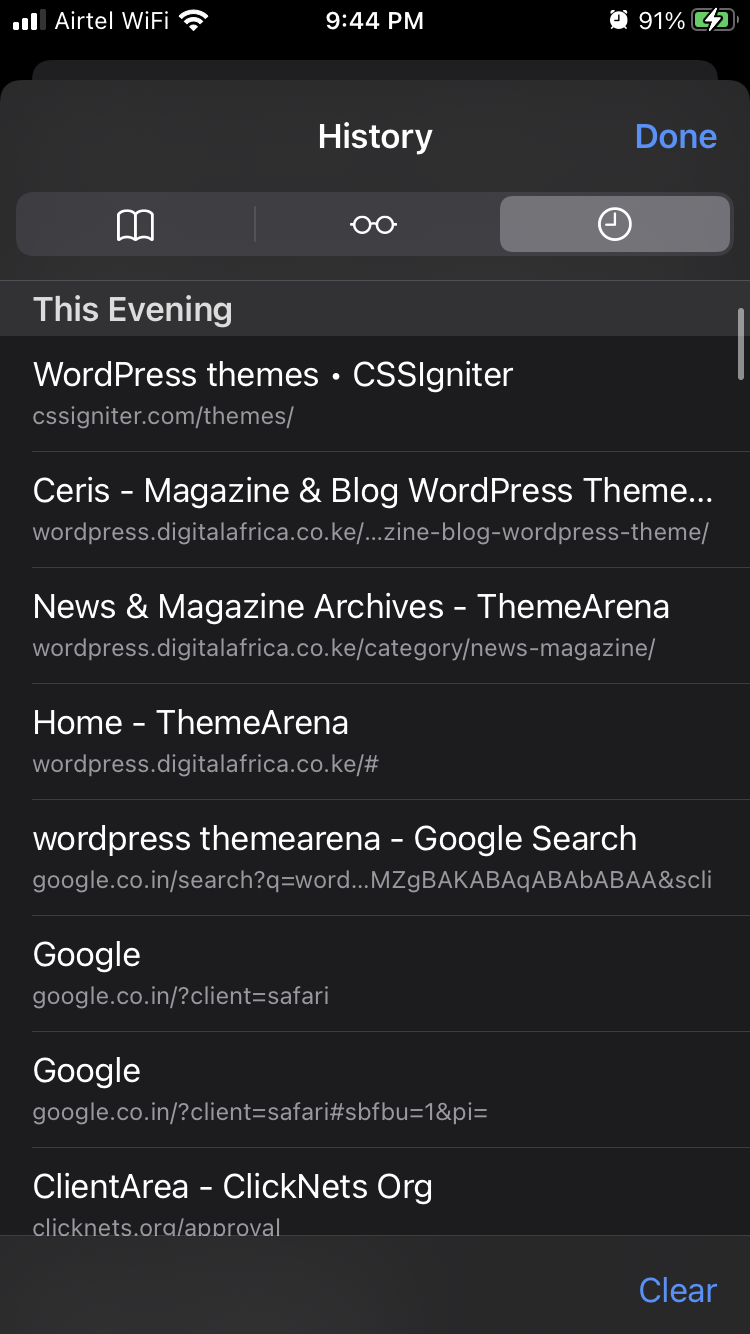 Airtel WiFi 9:44 PM 91%
History Done
This Evening
WordPress themes • CSSIgniter
cssigniter.com/themes/
Ceris - Magazine & Blog WordPress Theme...
wordpress.digitalafrica.co.ke/...zine-blog-wordpress-theme/
News & Magazine Archives - ThemeArena
wordpress.digitalafrica.co.ke/category/news-magazine/
Home - ThemeArena
wordpress.digitalafrica.co.ke/#
wordpress themearena - Google Search
google.co.in/search?q=word...MZgBAKABAqABAbABAA&scli
Google
google.co.in/?client=safari
Google
google.co.in/?client=safari#sbfbu=1&pi=
ClientArea - ClickNets Org
clicknets.org/approval
Clear